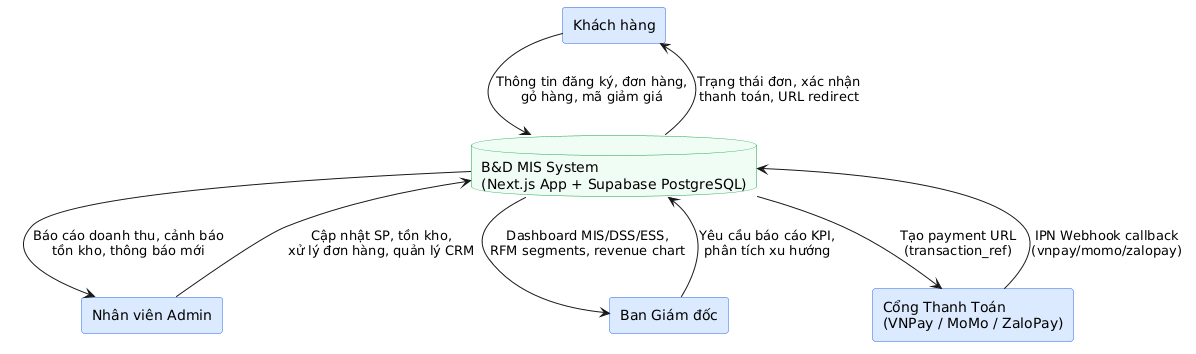 Khách hàng
Thông tin đăng ký, đơn hàng,
giỏ hàng, mã giảm giá
Trạng thái đơn, xác nhận
thanh toán, URL redirect
B&D MIS System
(Next.js App + Supabase PostgreSQL)
Báo cáo doanh thu, cảnh báo
tồn kho, thông báo mới
Cập nhật SP, tồn kho,
xử lý đơn hàng, quản lý CRM
Dashboard MIS/DSS/ESS,
RFM segments, revenue chart
Yêu cầu báo cáo KPI,
phân tích xu hướng
Tạo payment URL
(transaction_ref)
IPN Webhook callback
(vnpay/momo/zalopay)
Nhân viên Admin
Ban Giám đốc
Cổng Thanh Toán
(VNPay / MoMo / ZaloPay)